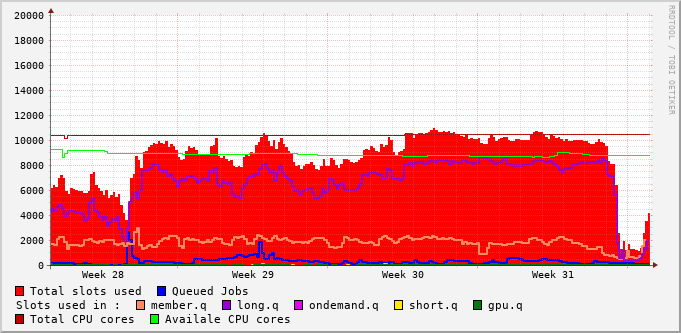 20000
18000
16000
14000
12000
10000
8000
6000
4000
2000
0
Week 28 Week 29 Week 30 Week 31
RRDTOOL / TOBI OETIKER
Total slots used Queued Jobs
Slots used in : member.q long.q ondemand.q short.q gpu.q
Total CPU cores Availale CPU cores